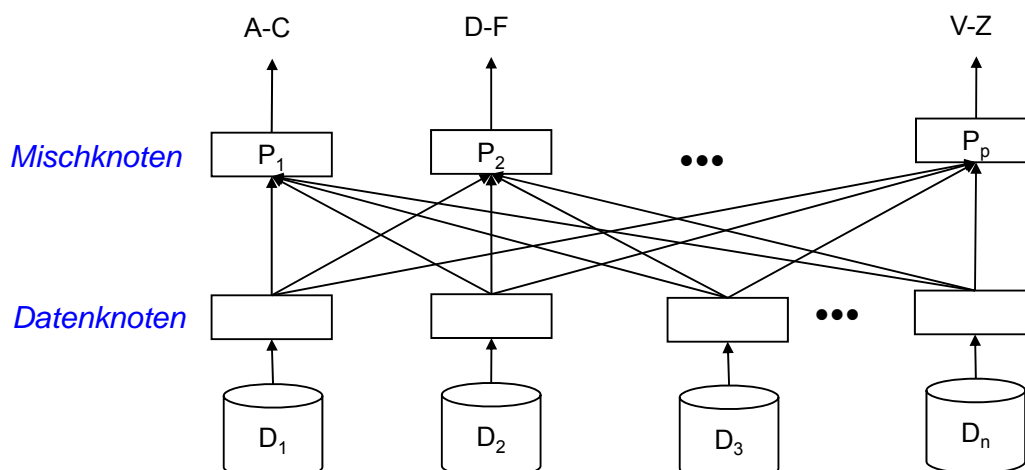 A-C D-F V-Z
Mischknoten P₁ P₂ ••• Pₚ
Datenknoten •••
D₁ D₂ D₃ Dₙ